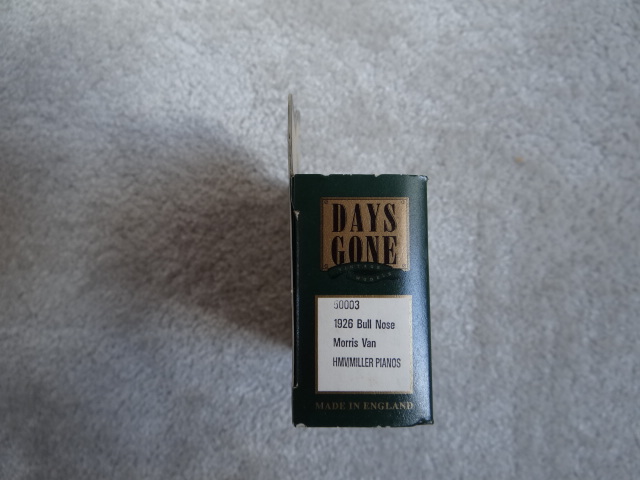 DAYS
GONE
50003
1926 Bull Nose
Morris Van
HMV/MILLER PIANOS
MADE IN ENGLAND